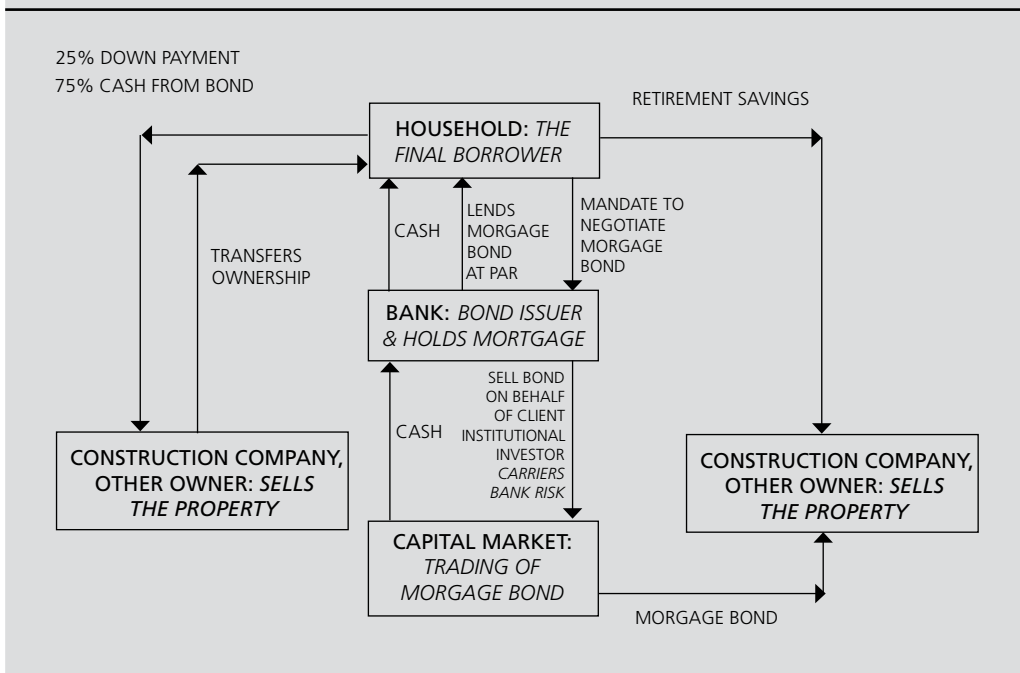 25% DOWN PAYMENT
75% CASH FROM BOND
RETIREMENT SAVINGS
HOUSEHOLD: THE
FINAL BORROWER
TRANSFERS
OWNERSHIP
CASH
LENDS
MORGAGE
BOND
AT PAR
MANDATE TO
NEGOTIATE
MORGAGE
BOND
BANK: BOND ISSUER
& HOLDS MORTGAGE
CASH
SELL BOND
ON BEHALF
OF CLIENT
INSTITUTIONAL
INVESTOR
CARRIERS
BANK RISK
CONSTRUCTION COMPANY,
OTHER OWNER: SELLS
THE PROPERTY
CONSTRUCTION COMPANY,
OTHER OWNER: SELLS
THE PROPERTY
CAPITAL MARKET:
TRADING OF
MORGAGE BOND
MORGAGE BOND